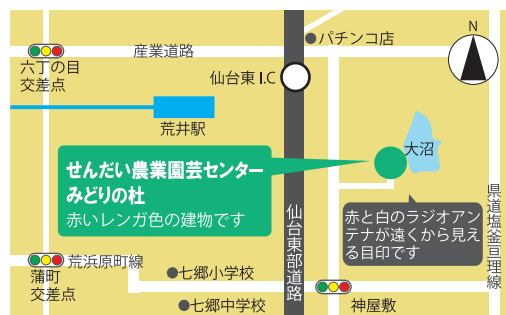 パチンコ店
N
産業道路
六丁の目
交差点
仙台東 I.C
荒井駅
大沼
せんだい農業園芸センター
みどりの杜
赤いレンガ色の建物です
赤と白のラジオアン
テナが遠くから見え
る目印です
県道塩釜亘理線
仙台東部道路
荒浜原町線
蒲町
交差点
七郷小学校
七郷中学校
神屋敷